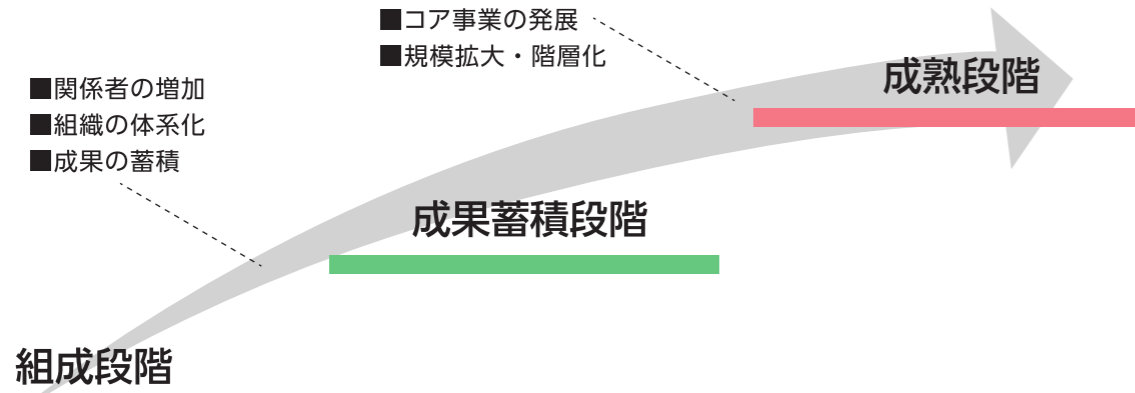 ■コア事業の発展
■規模拡大・階層化
成熟段階
■関係者の増加
■組織の体系化
■成果の蓄積
成果蓄積段階
組成段階